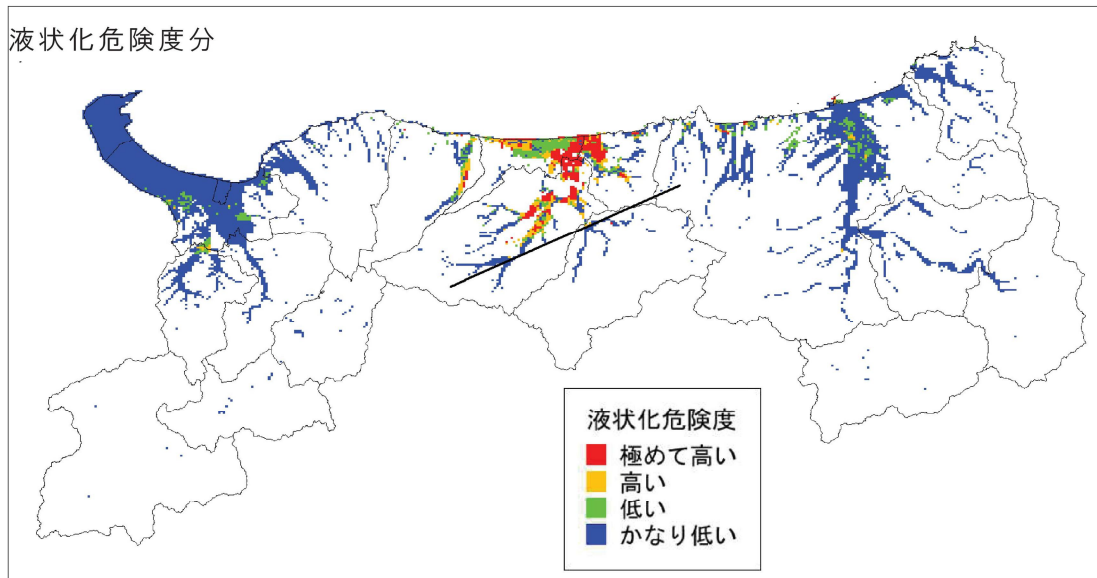 液状化危険度分
液状化危険度
極めて高い
高い
低い
かなり低い